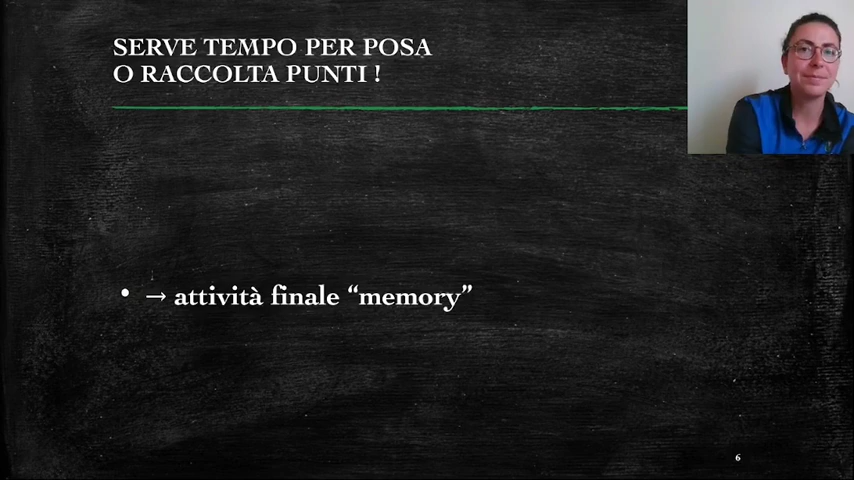 SERVE TEMPO PER POSA
O RACCOLTA PUNTI !
• → attività finale “memory”
6